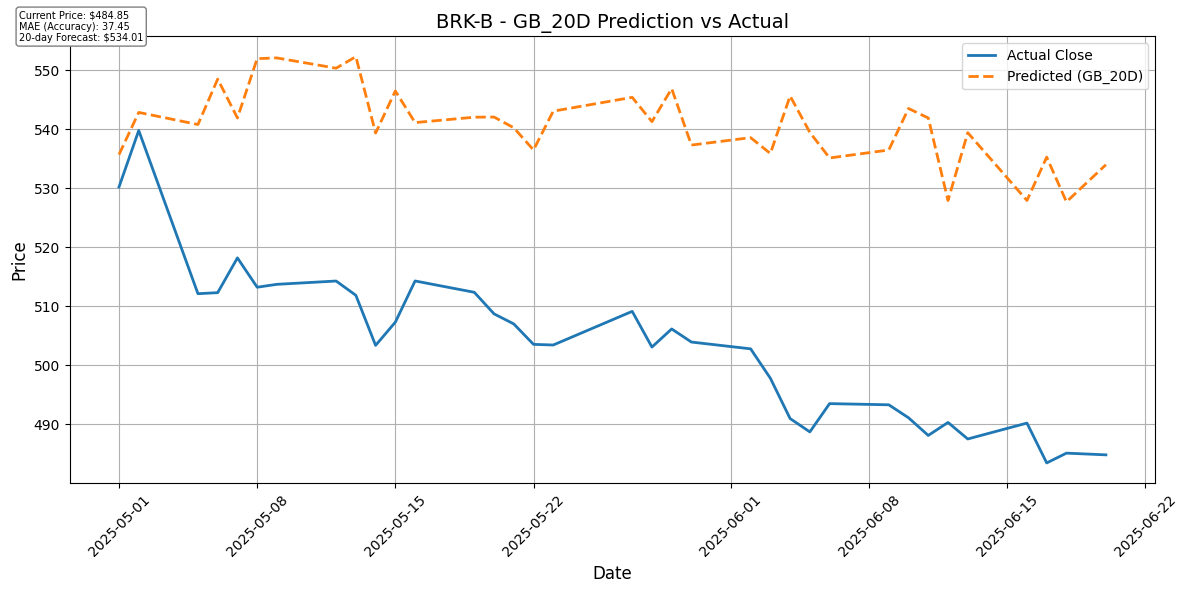 BRK-B - GB_20D Prediction vs Actual
Current Price: $484.85
MAE (Accuracy): 37.45
20-day Forecast: $534.01
Actual Close
Predicted (GB_20D)
Price
550
540
530
520
510
500
490
2025-05-01
2025-05-08
2025-05-15
2025-05-22
2025-06-01
2025-06-08
2025-06-15
2025-06-22
Date